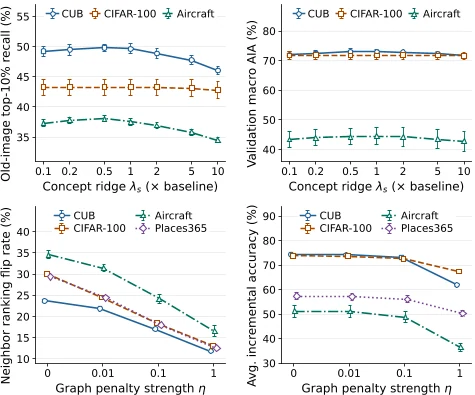 Old-image top-10% recall (%)
CUB CIFAR-100 Aircraft
55
50
45
40
35
0.1 0.2 0.5 1 2 5 10
Concept ridge λs (× baseline)
Validation macro AIA (%)
CUB CIFAR-100 Aircraft
80
70
60
50
40
0.1 0.2 0.5 1 2 5 10
Concept ridge λs (× baseline)
Neighbor ranking flip rate (%)
CUB Aircraft
CIFAR-100 Places365
40
35
30
25
20
15
10
0 0.01 0.1 1
Graph penalty strength η
Avg. incremental accuracy (%)
CUB Aircraft
CIFAR-100 Places365
90
80
70
60
50
40
30
0 0.01 0.1 1
Graph penalty strength η